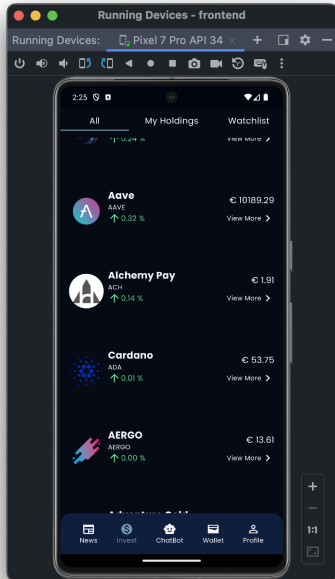 Running Devices - frontend
Running Devices: Pixel 7 Pro API 34
2:25
All My Holdings Watchlist
↑ 0.24 % View More >
Aave
AAVE € 10189.29
↑ 0.32 % View More >
Alchemy Pay
ACH € 1.91
↑ 0.14 % View More >
Cardano
ADA € 53.75
↑ 0.01 % View More >
AERGO
AERGO € 13.61
↑ 0.00 % View More >
News Invest ChatBot Wallet Profile
1:1